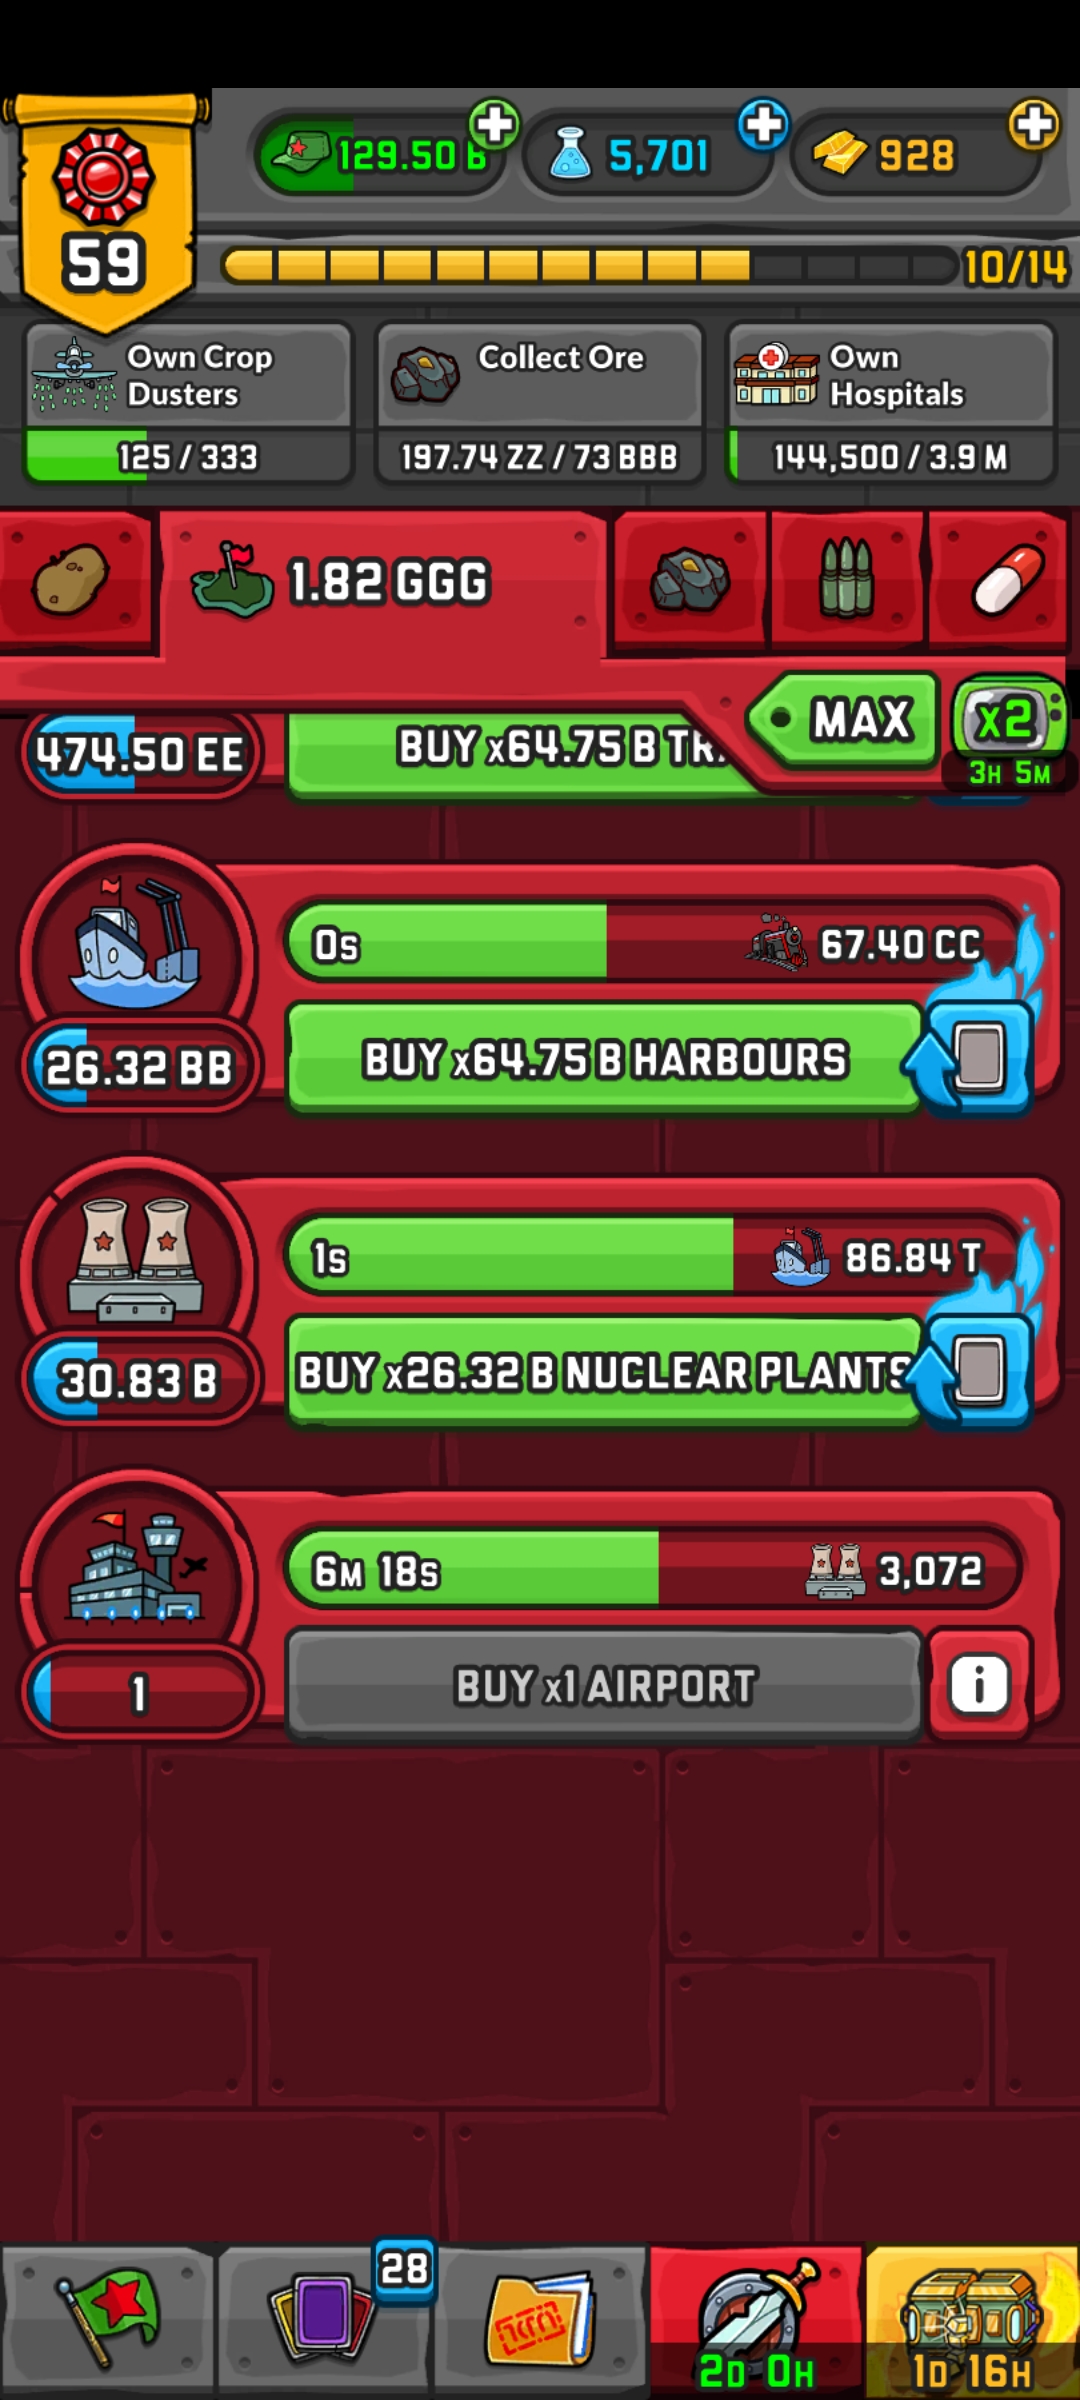 129.50 B
5,701
928
59
10/14
Own Crop
Dusters
125 / 333
Collect Ore
197.74 ZZ / 73 BBB
Own
Hospitals
144,500 / 3.9 M
1.82 GGG
MAX
x2
3H 5M
474.50 EE
BUY x64.75 B
0s
67.40 CC
26.32 BB
BUY x64.75 B HARBOURS
1s
86.84 T
30.83 B
BUY x26.32 B NUCLEAR PLANTS
6M 18s
3,072
1
BUY x1 AIRPORT
i
28
2D 0H
1D 16H